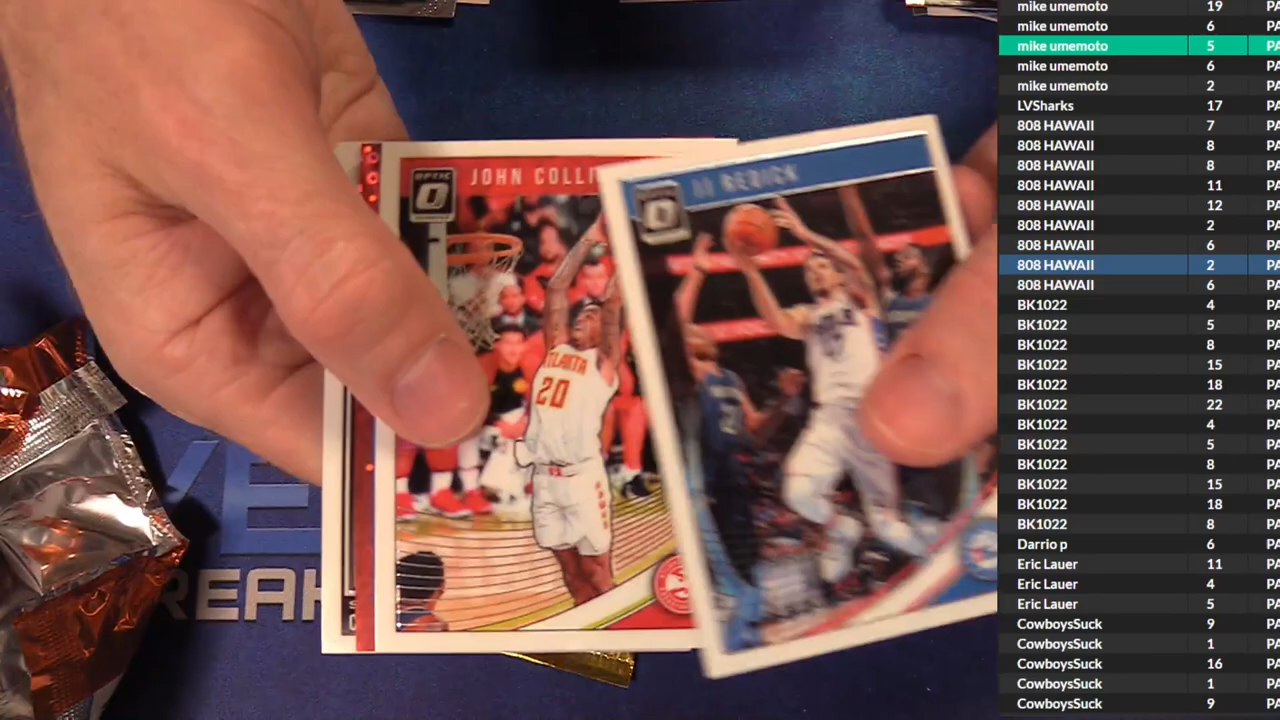 OPTIC
JOHN COLLI
JJ REDICK
ATLANTA
20
REAK
mike umemoto 19 PA
mike umemoto 6 PA
mike umemoto 5 PA
mike umemoto 6 PA
mike umemoto 2 PA
LVSharks 17 PA
808 HAWAII 7 PA
808 HAWAII 8 PA
808 HAWAII 8 PA
808 HAWAII 11 PA
808 HAWAII 12 PA
808 HAWAII 2 PA
808 HAWAII 6 PA
808 HAWAII 2 PA
808 HAWAII 6 PA
BK1022 4 PA
BK1022 5 PA
BK1022 8 PA
BK1022 15 PA
BK1022 18 PA
BK1022 22 PA
BK1022 4 PA
BK1022 5 PA
BK1022 8 PA
BK1022 15 PA
BK1022 18 PA
BK1022 8 PA
Darrio p 6 PA
Eric Lauer 11 PA
Eric Lauer 4 PA
Eric Lauer 5 PA
CowboysSuck 9 PA
CowboysSuck 1 PA
CowboysSuck 16 PA
CowboysSuck 1 PA
CowboysSuck 9 PA